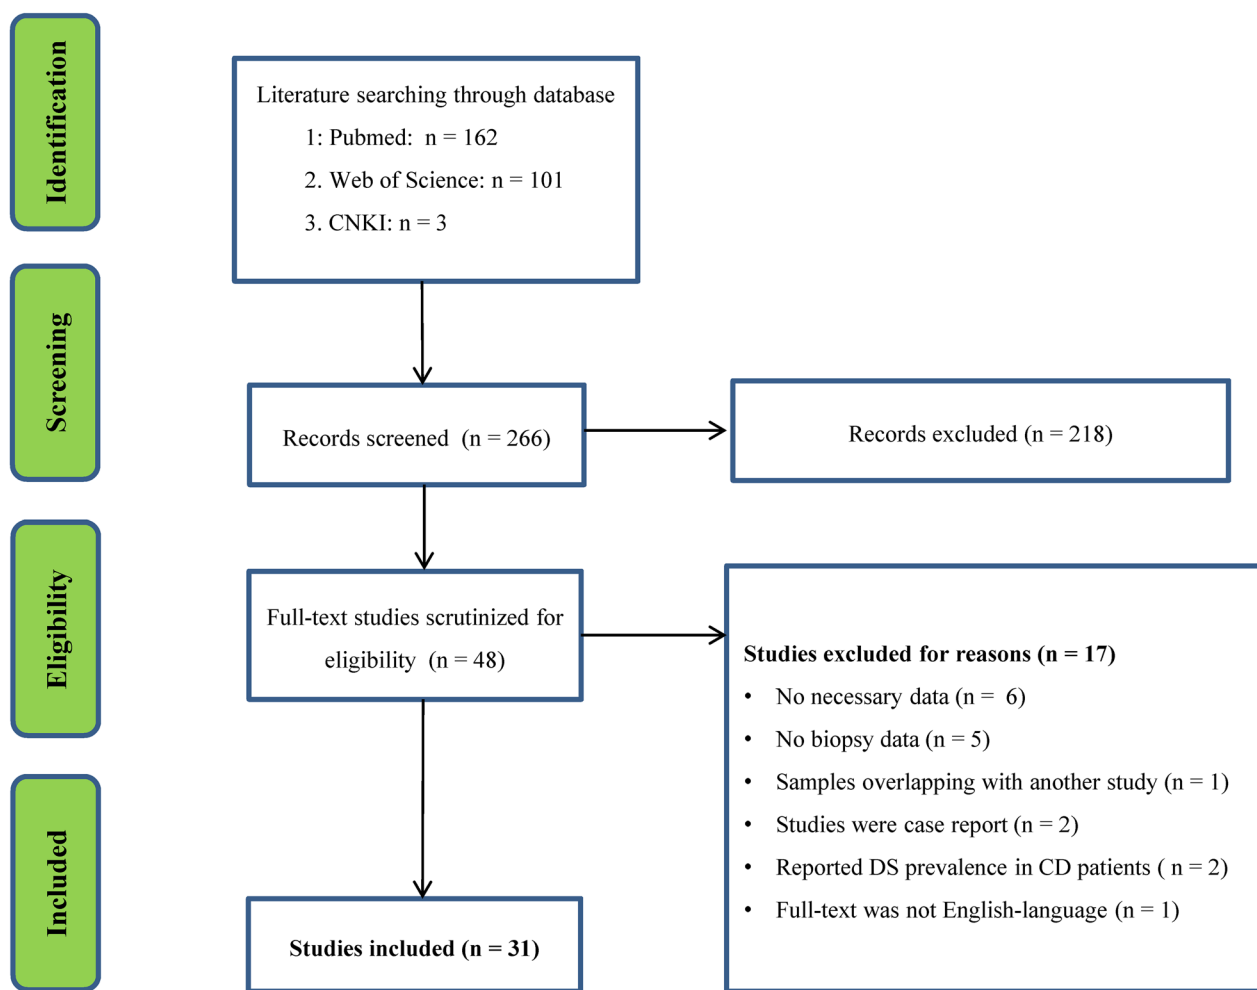 Identification
Literature searching through database
1: Pubmed: n = 162
2. Web of Science: n = 101
3. CNKI: n = 3
Screening
Records screened (n = 266)
Records excluded (n = 218)
Eligibility
Full-text studies scrutinized for
eligibility (n = 48)
Studies excluded for reasons (n = 17)
• No necessary data (n = 6)
• No biopsy data (n = 5)
• Samples overlapping with another study (n = 1)
• Studies were case report (n = 2)
• Reported DS prevalence in CD patients ( n = 2)
• Full-text was not English-language (n = 1)
Included
Studies included (n = 31)